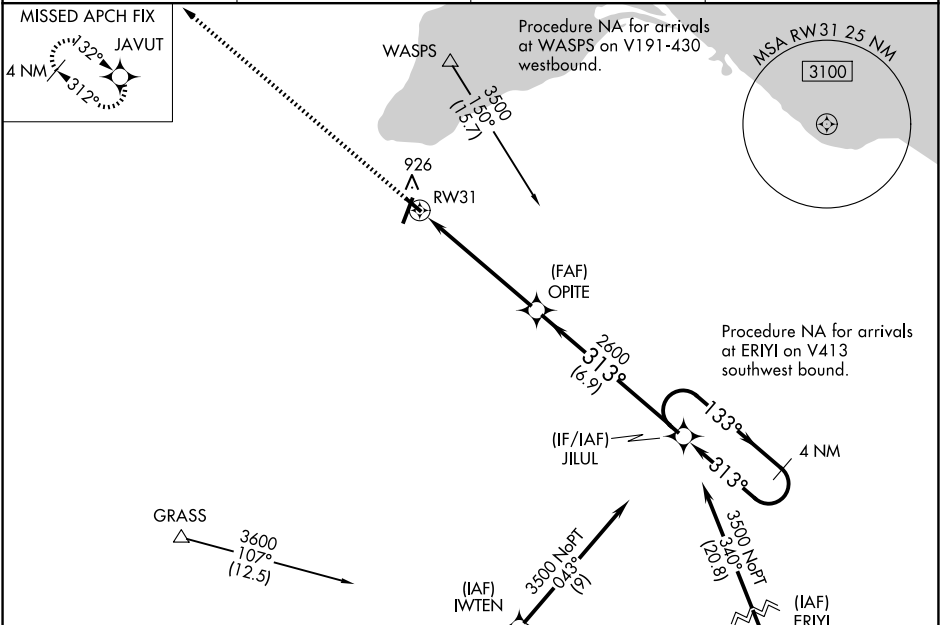 MISSED APCH FIX
JAVUT
132°
4 NM
312°
WASPS
3500
150°
(15.7)
Procedure NA for arrivals
at WASPS on V191-430
westbound.
MSA RW31 25 NM
3100
926
RW31
(FAF)
OPITE
2600
313°
(6.9)
Procedure NA for arrivals
at ERIYI on V413
southwest bound.
(IF/IAF)
JILUL
133°
313°
4 NM
GRASS
3600
107°
(12.5)
3500 NoPT
043°
(9)
(IAF)
IWTEN
3500 NoPT
340°
(20.8)
(IAF)
ERIYI